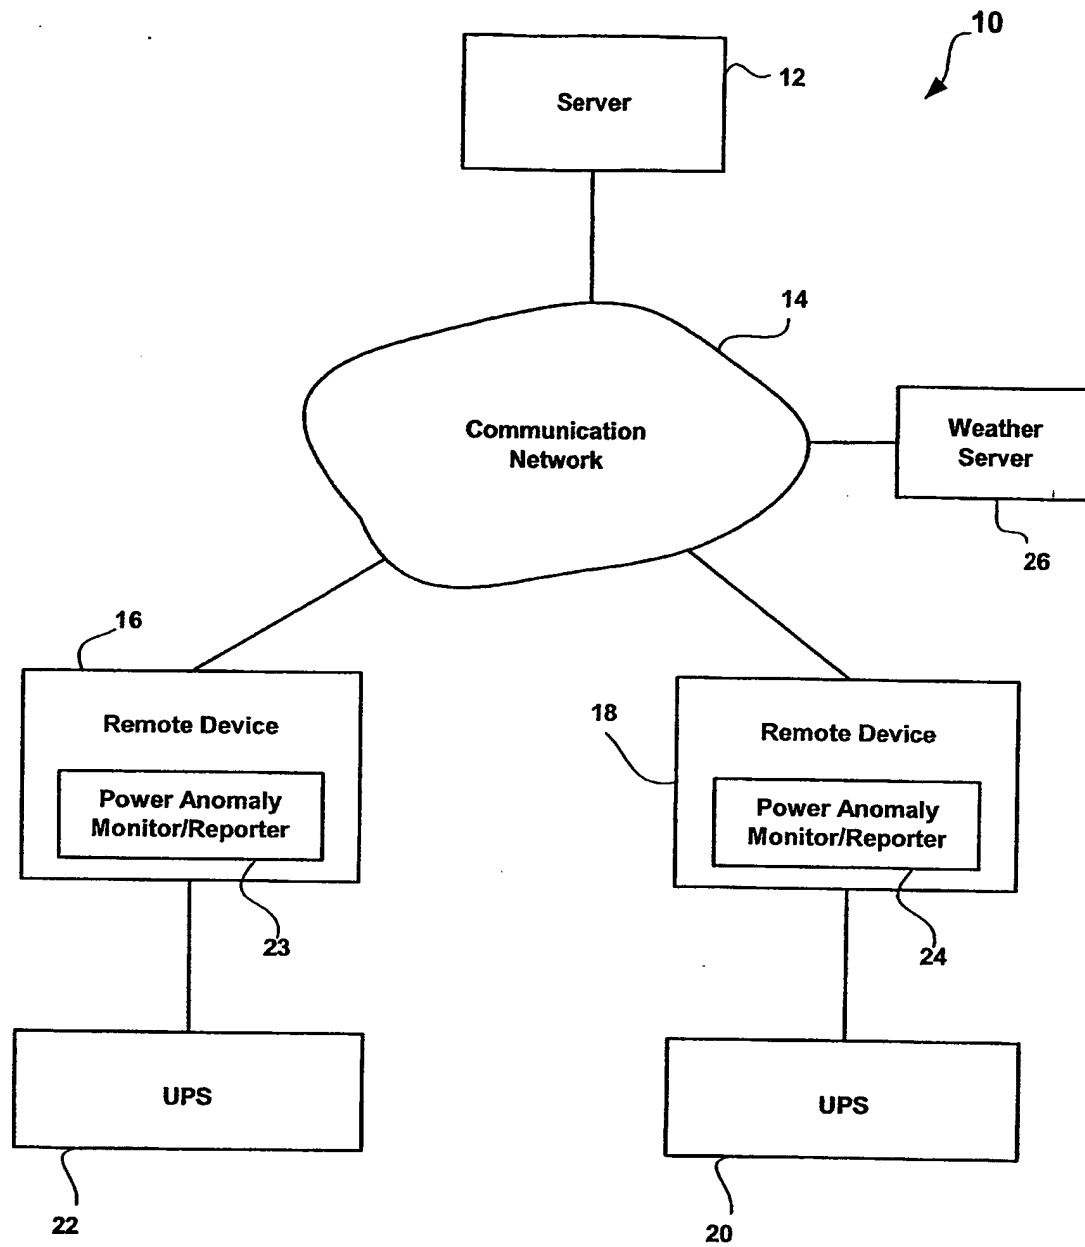 10
12
Server
14
Communication
Network
Weather
Server
26
16
Remote Device
Power Anomaly
Monitor/Reporter
23
18
Remote Device
Power Anomaly
Monitor/Reporter
24
UPS
22
UPS
20